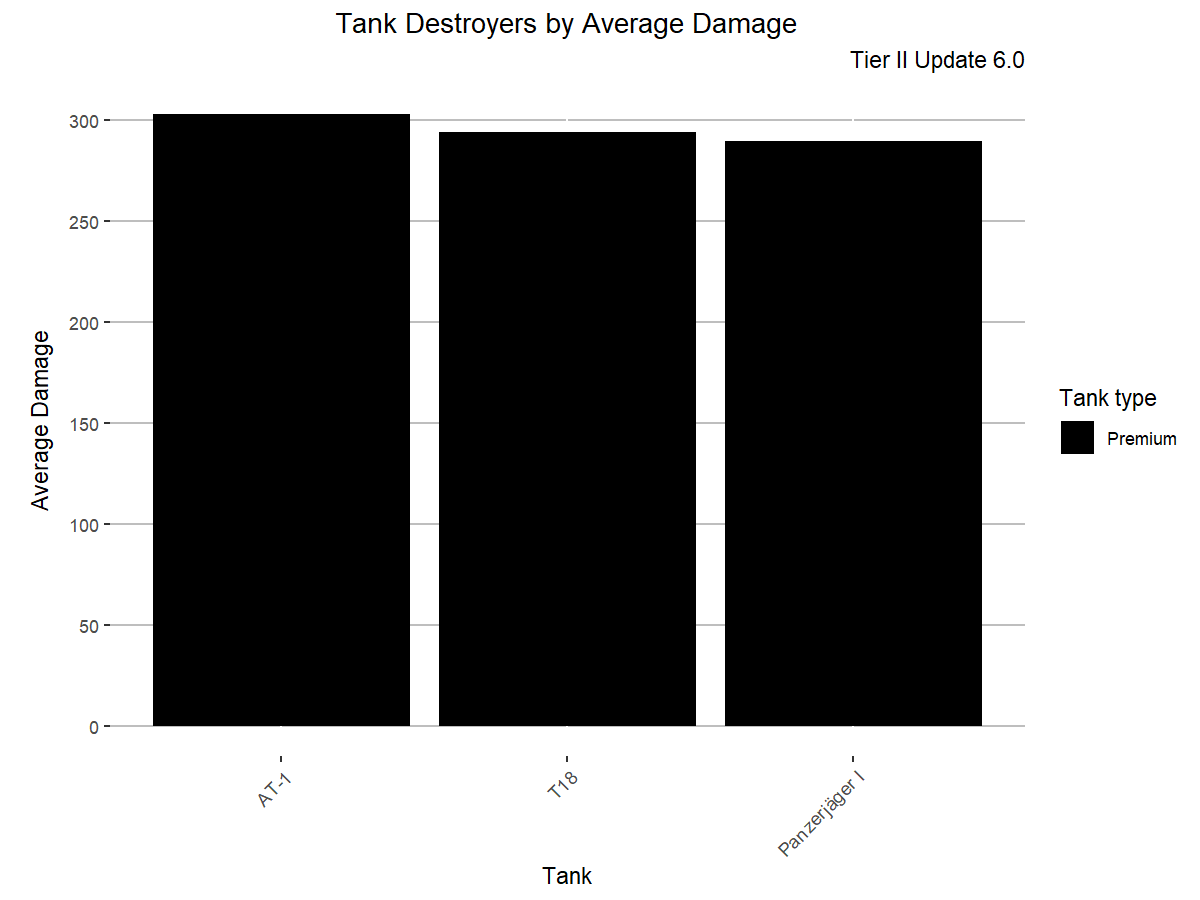 Tank Destroyers by Average Damage
Tier II Update 6.0
Average Damage
300
250
200
150
100
50
0
AT-1
T18
Panzerjäger I
Tank
Tank type
Premium